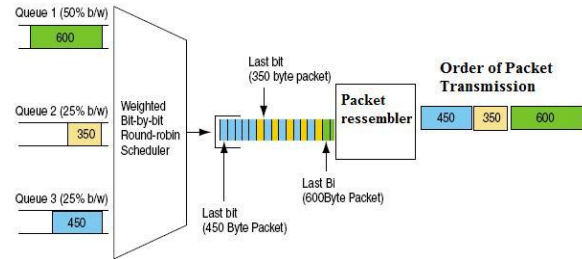 Queue 1 (50% b/w)
600
Queue 2 (25% b/w)
350
Queue 3 (25% b/w)
450
Weighted
Bit-by-bit
Round-robin
Scheduler
Last bit
(350 byte packet)
Last bit
(450 Byte Packet)
Last Bi
(600Byte Packet)
Packet
ressembler
Order of Packet
Transmission
450
350
600